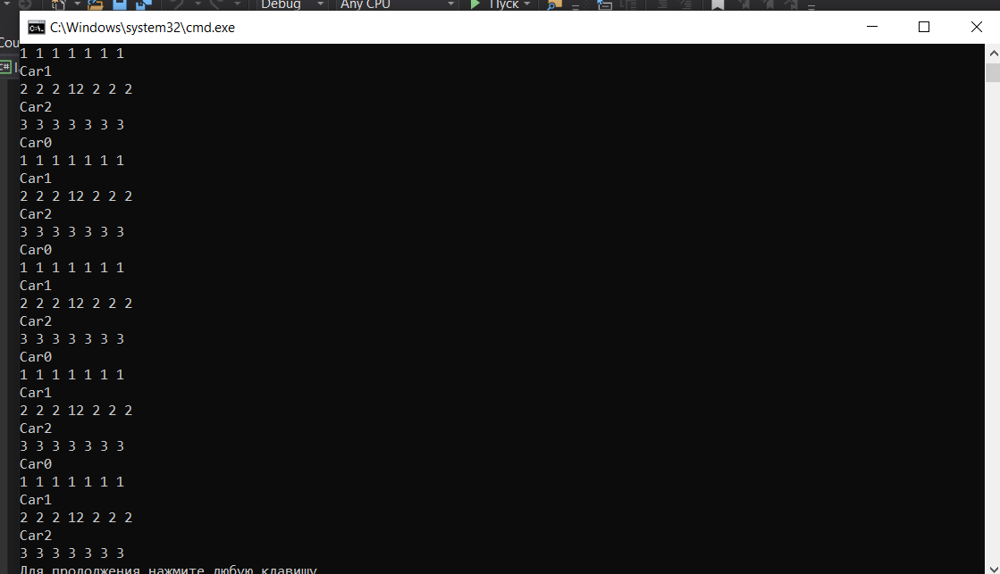 Debug Any CPU Пуск
C:\Windows\system32\cmd.exe
Cou
1 1 1 1 1 1 1
C#
Car1
2 2 2 12 2 2 2
Car2
3 3 3 3 3 3 3
Car0
1 1 1 1 1 1 1
Car1
2 2 2 12 2 2 2
Car2
3 3 3 3 3 3 3
Car0
1 1 1 1 1 1 1
Car1
2 2 2 12 2 2 2
Car2
3 3 3 3 3 3 3
Car0
1 1 1 1 1 1 1
Car1
2 2 2 12 2 2 2
Car2
3 3 3 3 3 3 3
Car0
1 1 1 1 1 1 1
Car1
2 2 2 12 2 2 2
Car2
3 3 3 3 3 3 3
Для продолжения нажмите любую клавишу